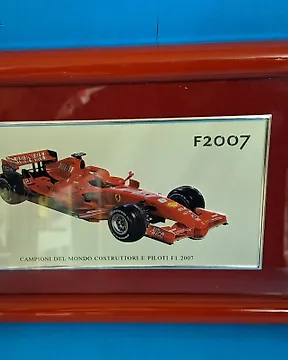 F2007
CAMPIONI DEL MONDO COSTRUTTORI E PILOTI F1 2007